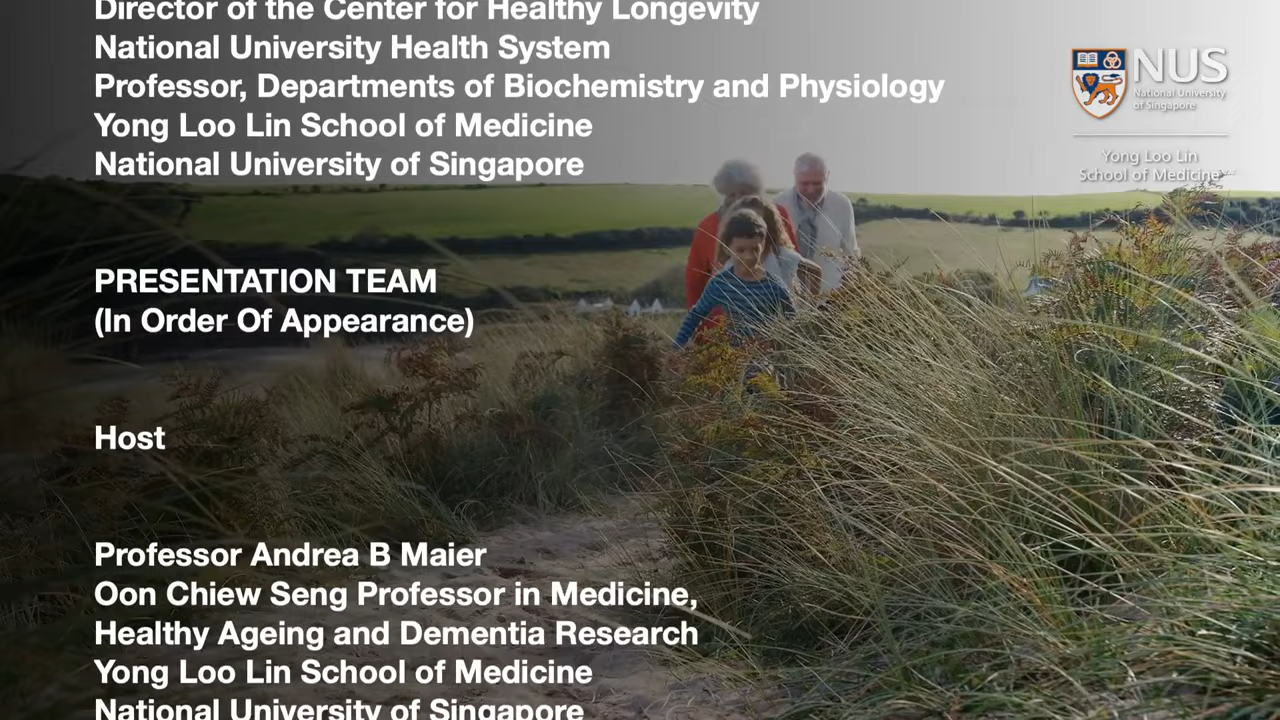 Director of the Center for Healthy Longevity
National University Health System
Professor, Departments of Biochemistry and Physiology
Yong Loo Lin School of Medicine
National University of Singapore
NUS
National University
of Singapore
Yong Loo Lin
School of Medicine
PRESENTATION TEAM
(In Order Of Appearance)
Host
Professor Andrea B Maier
Oon Chiew Seng Professor in Medicine,
Healthy Ageing and Dementia Research
Yong Loo Lin School of Medicine
National University of Singapore